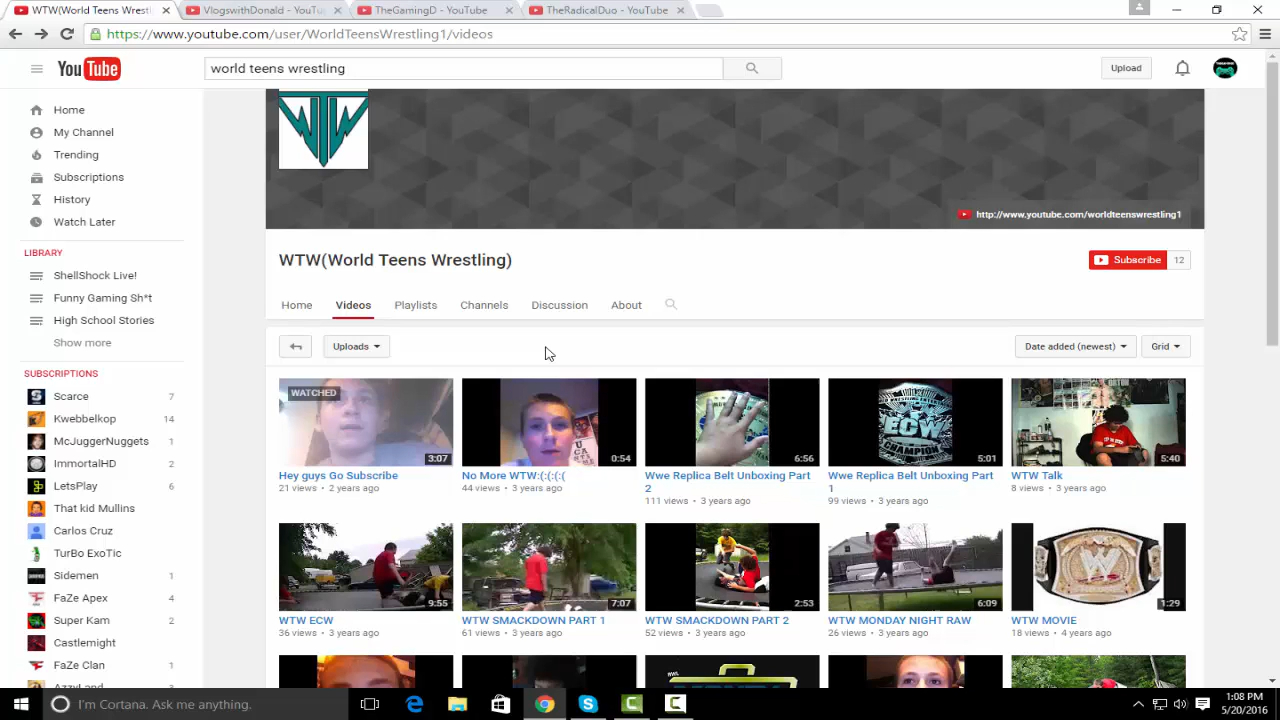 WTW(World Teens Wrestl
VlogswithDonald - YouTu
TheGamingD - YouTube
TheRadicalDuo - YouTube
https://www.youtube.com/user/WorldTeensWrestling1/videos
YouTube
world teens wrestling
Upload
Home
My Channel
Trending
Subscriptions
History
Watch Later
LIBRARY
ShellShock Live!
Funny Gaming Sh*t
High School Stories
Show more
SUBSCRIPTIONS
Scarce 7
Kwebbelkop 14
McJuggerNuggets 1
ImmortalHD 2
LetsPlay 6
That kid Mullins
Carlos Cruz
TurBo ExoTic
Sidemen 1
FaZe Apex 4
Super Kam 2
Castlemight
FaZe Clan 1
AzzyLand
WTW
http://www.youtube.com/worldteenswrestling1
WTW(World Teens Wrestling)
Subscribe 12
Home Videos Playlists Channels Discussion About
Uploads
Date added (newest)
Grid
WATCHED
3:07
Hey guys Go Subscribe
21 views • 2 years ago
0:54
No More WTW:(:(:(:(
44 views • 3 years ago
6:56
Wwe Replica Belt Unboxing Part
2
111 views • 3 years ago
ECW
CHAMPION
5:01
Wwe Replica Belt Unboxing Part
1
99 views • 3 years ago
ORTON
5:40
WTW Talk
8 views • 3 years ago
9:55
WTW ECW
36 views • 3 years ago
7:07
WTW SMACKDOWN PART 1
61 views • 3 years ago
2:53
WTW SMACKDOWN PART 2
52 views • 3 years ago
6:09
WTW MONDAY NIGHT RAW
26 views • 3 years ago
1:29
WTW MOVIE
18 views • 4 years ago
I'm Cortana. Ask me anything.
1:08 PM
5/20/2016